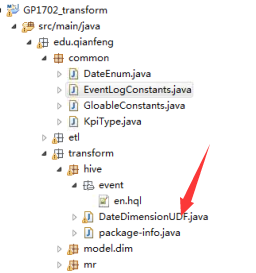 GP1702_transform
src/main/java
edu.qianfeng
common
DateEnum.java
EventLogConstants.java
GloableConstants.java
KpiType.java
etl
transform
hive
event
en.hql
DateDimensionUDF.java
package-info.java
model.dim
mr